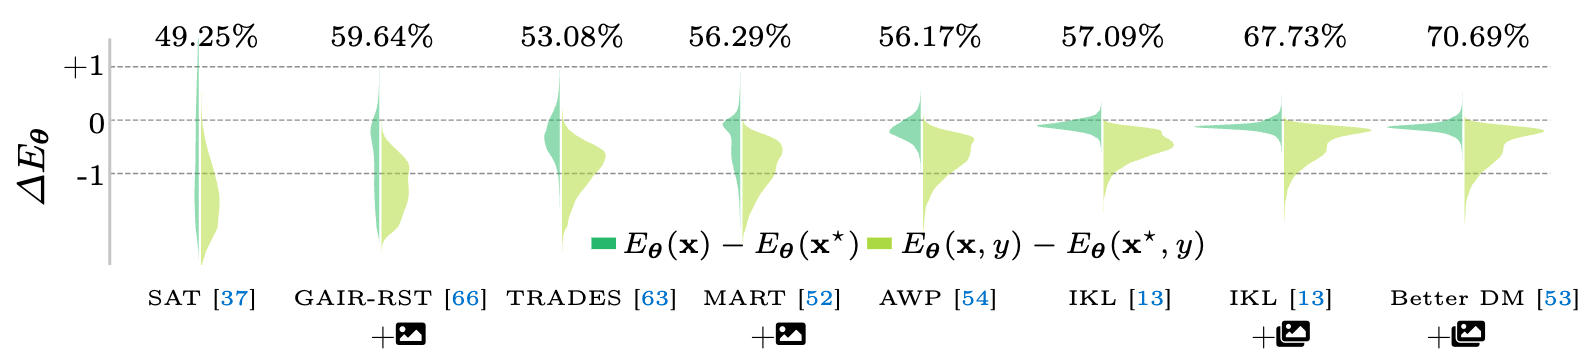 49.25% 59.64% 53.08% 56.29% 56.17% 57.09% 67.73% 70.69%
+1
0
-1
ΔE_θ
E_θ(x) − E_θ(x⋆) E_θ(x, y) − E_θ(x⋆, y)
SAT [37] GAIR-RST [66] TRADES [63] MART [52] AWP [54] IKL [13] IKL [13] Better DM [53]
+ + + +